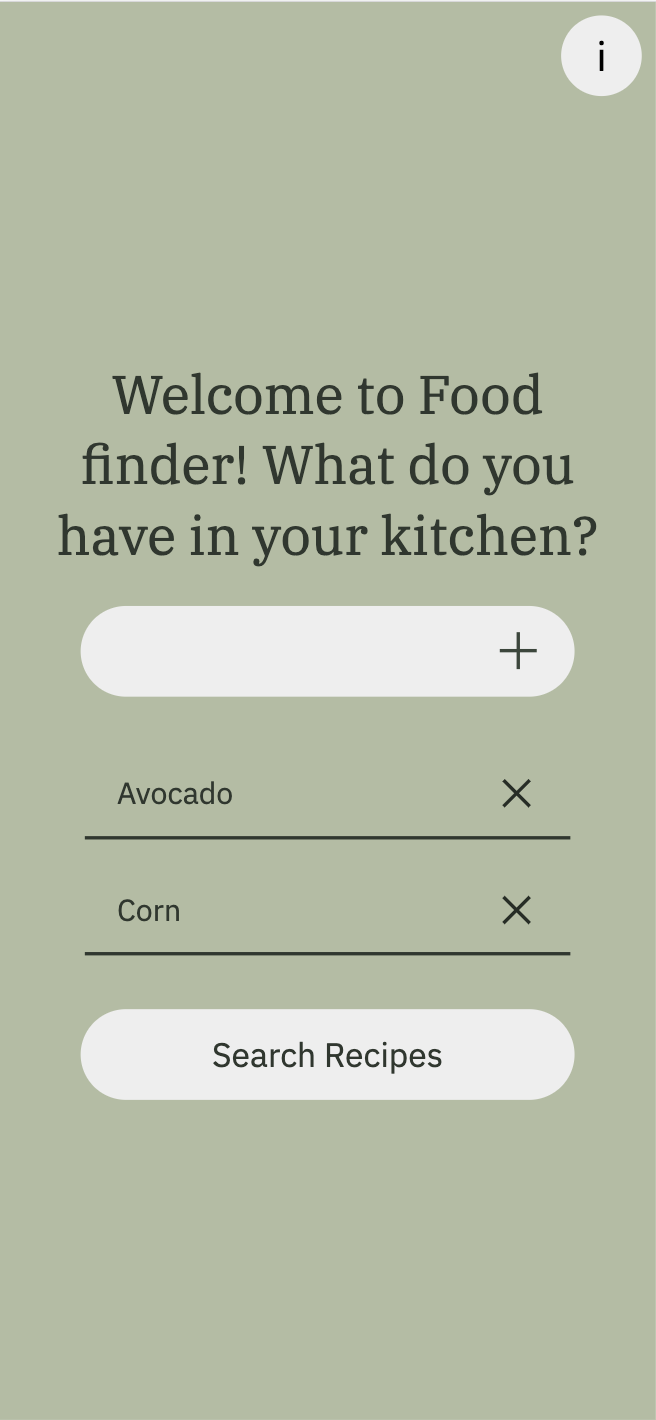 i
Welcome to Food
finder! What do you
have in your kitchen?
Avocado
Corn
Search Recipes